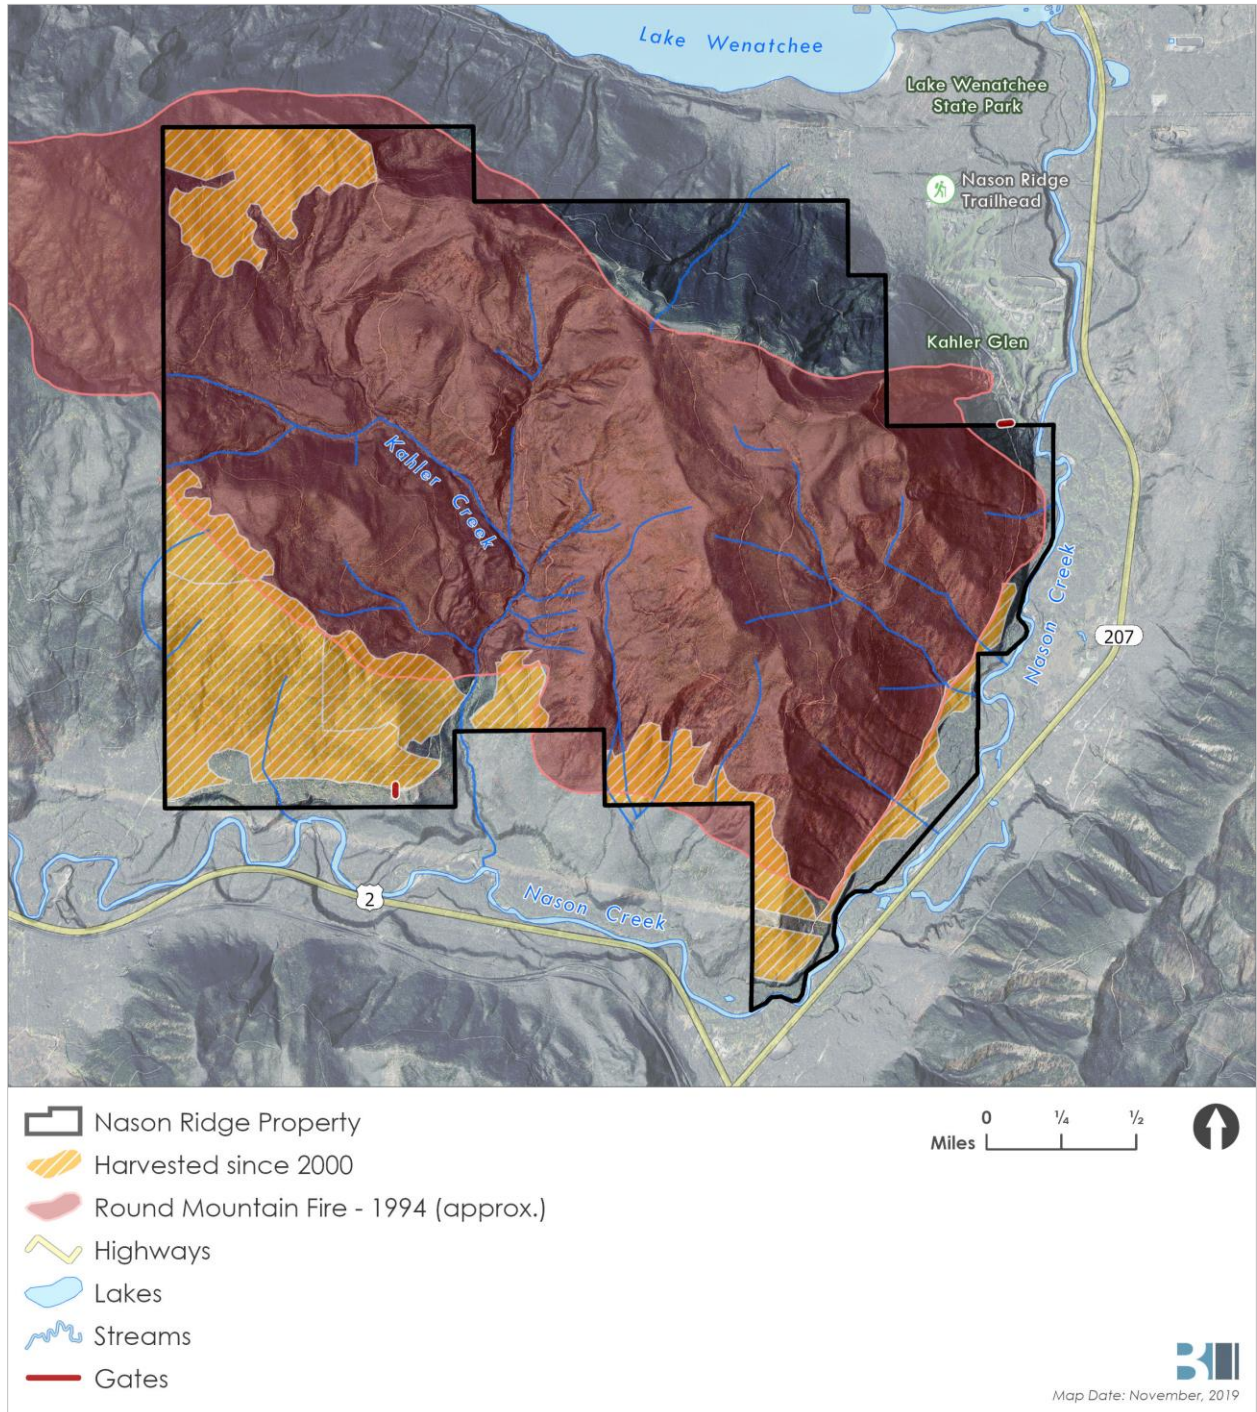 Lake Wenatchee
Lake Wenatchee
State Park
Nason Ridge
Trailhead
Kahler Glen
Kahler Creek
Nason Creek
207
2
Nason Creek
Nason Ridge Property
Harvested since 2000
Round Mountain Fire - 1994 (approx.)
Highways
Lakes
Streams
Gates
0 ¼ ½
Miles
Map Date: November, 2019